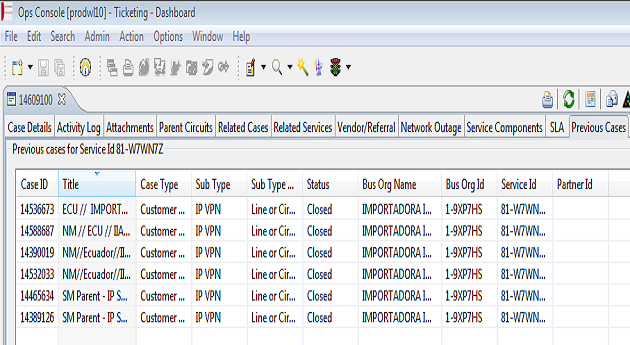 Ops Console [prodwl10] - Ticketing - Dashboard
File Edit Search Admin Action Options Window Help
14609100
Case Details Activity Log Attachments Parent Circuits Related Cases Related Services Vendor/Referral Network Outage Service Components SLA Previous Cases
Previous cases for Service Id 81-W7WN7Z
Case ID Title Case Type Sub Type Sub Type ... Status Bus Org Name Bus Org Id Service Id Partner Id
14536673 ECU // IMPORT... Customer ... IP VPN Line or Cir... Closed IMPORTADORA I... 1-9XP7HS 81-W7WN...
14588687 NM // ECU // IIA... Customer ... IP VPN Line or Cir... Closed IMPORTADORA I... 1-9XP7HS 81-W7WN...
14390019 NM//Ecuador//II... Customer ... IP VPN Line or Cir... Closed IMPORTADORA I... 1-9XP7HS 81-W7WN...
14532033 NM//Ecuador//II... Customer ... IP VPN Line or Cir... Closed IMPORTADORA I... 1-9XP7HS 81-W7WN...
14465634 SM Parent - IP S... Customer ... IP VPN Line or Cir... Closed IMPORTADORA I... 1-9XP7HS 81-W7WN...
14389126 SM Parent - IP S... Customer ... IP VPN Line or Cir... Closed IMPORTADORA I... 1-9XP7HS 81-W7WN...